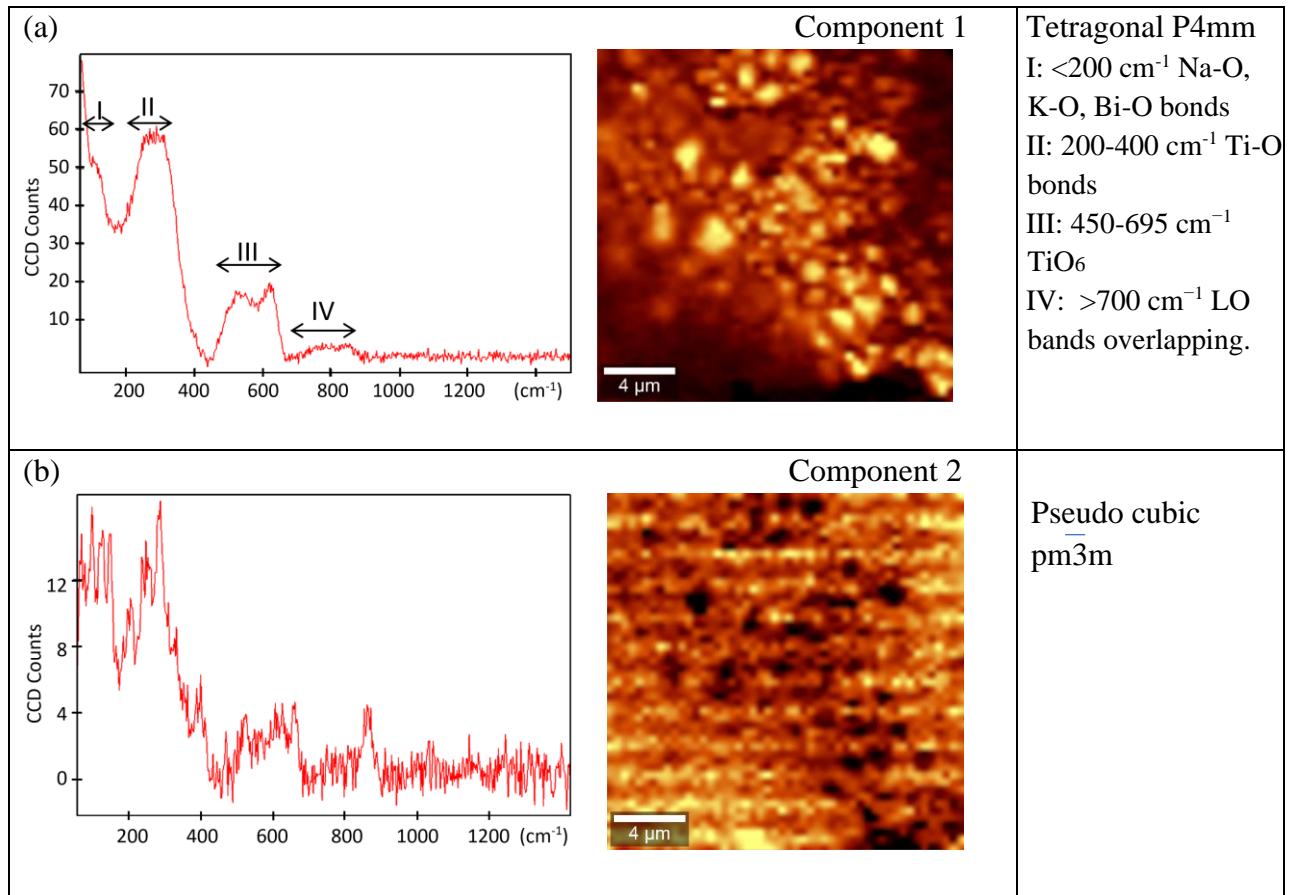 (a)
Component 1
CCD Counts
70
60
50
40
30
20
10
I
II
III
IV
200 400 600 800 1000 1200 (cm⁻¹)
4 µm
Tetragonal P4mm
I: <200 cm⁻¹ Na-O,
K-O, Bi-O bonds
II: 200-400 cm⁻¹ Ti-O
bonds
III: 450-695 cm⁻¹
TiO₆
IV: >700 cm⁻¹ LO
bands overlapping.
(b)
Component 2
CCD Counts
12
8
4
0
200 400 600 800 1000 1200 (cm⁻¹)
4 µm
Pseudo cubic
pm3̅m